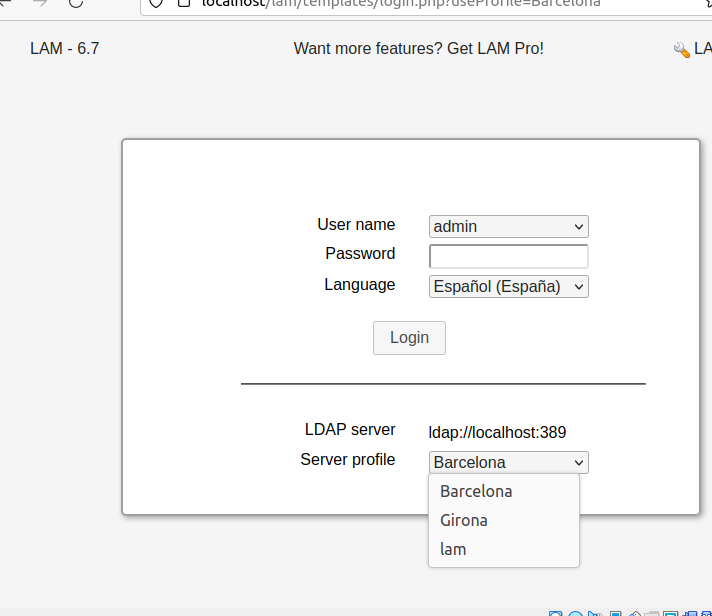 localhost/lam/templates/login.php?useProfile=Barcelona
LAM - 6.7 Want more features? Get LAM Pro! LA
User name admin
Password
Language Español (España)
Login
LDAP server ldap://localhost:389
Server profile Barcelona
Barcelona
Girona
lam